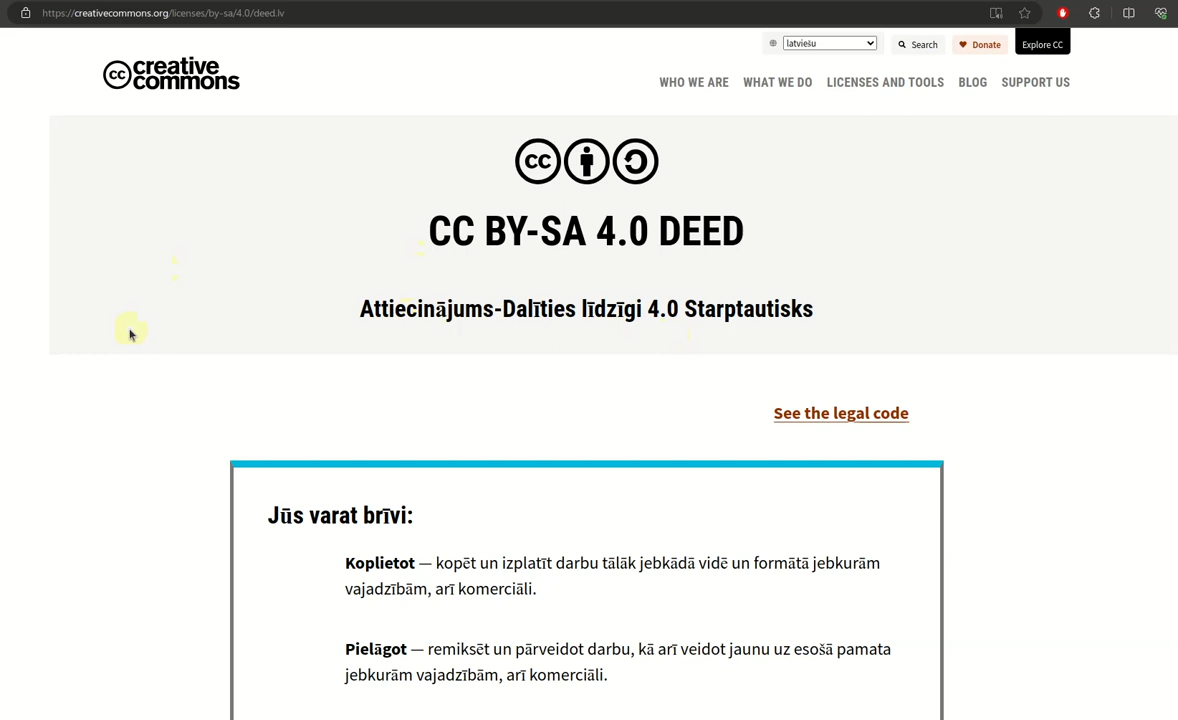 https://creativecommons.org/licenses/by-sa/4.0/deed.lv
latviešu
Search
Donate
Explore CC
cc creative commons
WHO WE ARE
WHAT WE DO
LICENSES AND TOOLS
BLOG
SUPPORT US
cc
CC BY-SA 4.0 DEED
Attiecinājums-Dalīties līdzīgi 4.0 Starptautisks
See the legal code
Jūs varat brīvi:
Koplietot — kopēt un izplatīt darbu tālāk jebkādā vidē un formātā jebkurām
vajadzībām, arī komerciāli.
Pielāgot — remiksēt un pārveidot darbu, kā arī veidot jaunu uz esošā pamata
jebkurām vajadzībām, arī komerciāli.